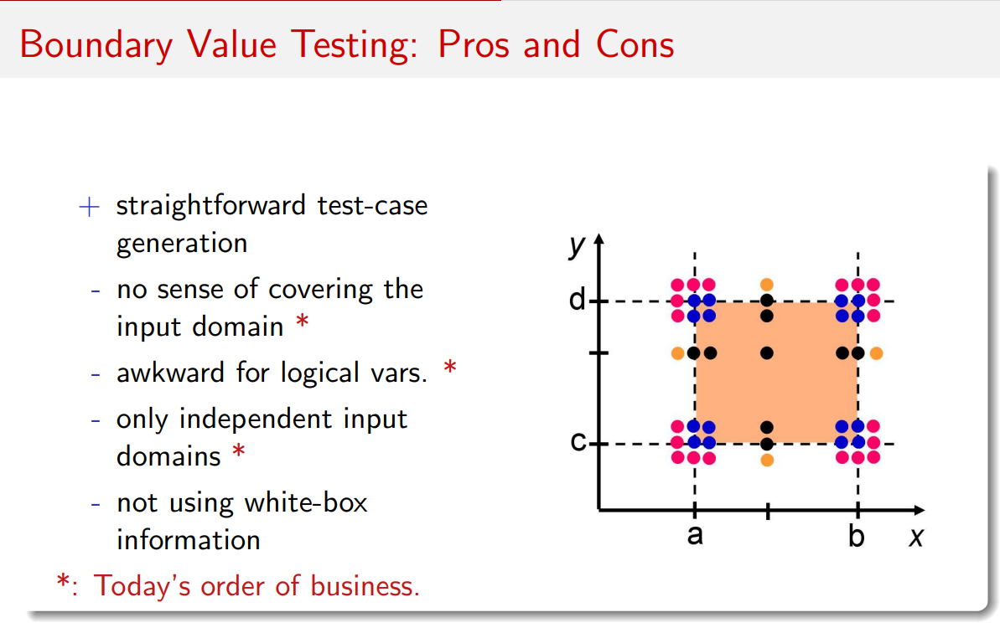 Boundary Value Testing: Pros and Cons
+ straightforward test-case
generation
- no sense of covering the
input domain *
- awkward for logical vars. *
- only independent input
domains *
- not using white-box
information
*: Today's order of business.
y
d
c
a
b
x